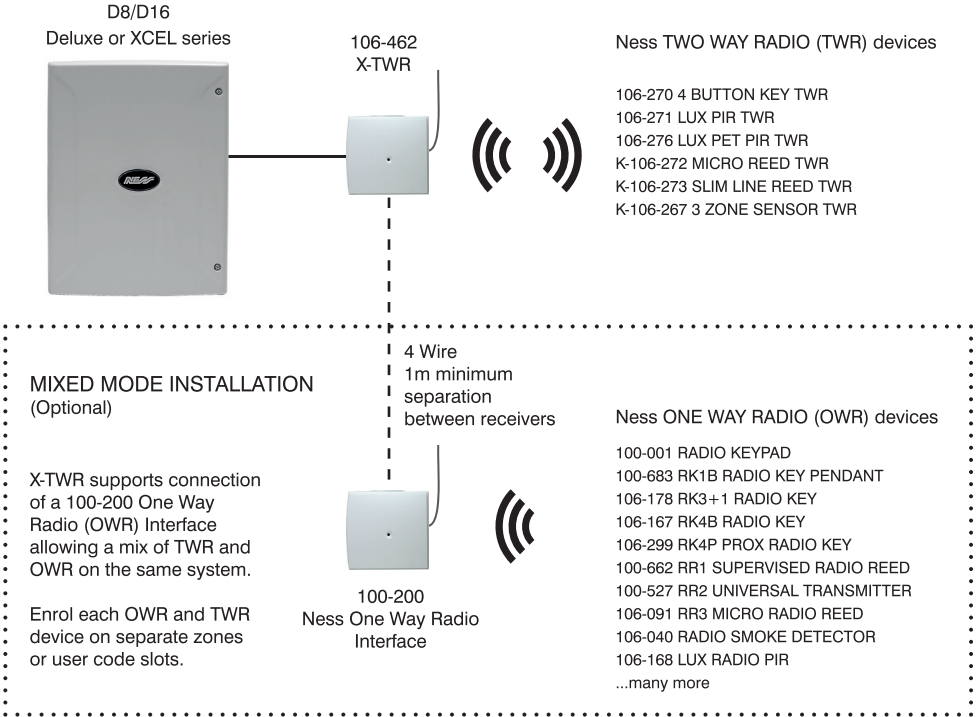 D8/D16
Deluxe or XCEL series
NESS
106-462
X-TWR
Ness TWO WAY RADIO (TWR) devices
106-270 4 BUTTON KEY TWR
106-271 LUX PIR TWR
106-276 LUX PET PIR TWR
K-106-272 MICRO REED TWR
K-106-273 SLIM LINE REED TWR
K-106-267 3 ZONE SENSOR TWR
MIXED MODE INSTALLATION
(Optional)
X-TWR supports connection
of a 100-200 One Way
Radio (OWR) Interface
allowing a mix of TWR and
OWR on the same system.
Enrol each OWR and TWR
device on separate zones
or user code slots.
4 Wire
1m minimum
separation
between receivers
100-200
Ness One Way Radio
Interface
Ness ONE WAY RADIO (OWR) devices
100-001 RADIO KEYPAD
100-683 RK1B RADIO KEY PENDANT
106-178 RK3+1 RADIO KEY
106-167 RK4B RADIO KEY
106-299 RK4P PROX RADIO KEY
100-662 RR1 SUPERVISED RADIO REED
100-527 RR2 UNIVERSAL TRANSMITTER
106-091 RR3 MICRO RADIO REED
106-040 RADIO SMOKE DETECTOR
106-168 LUX RADIO PIR
...many more